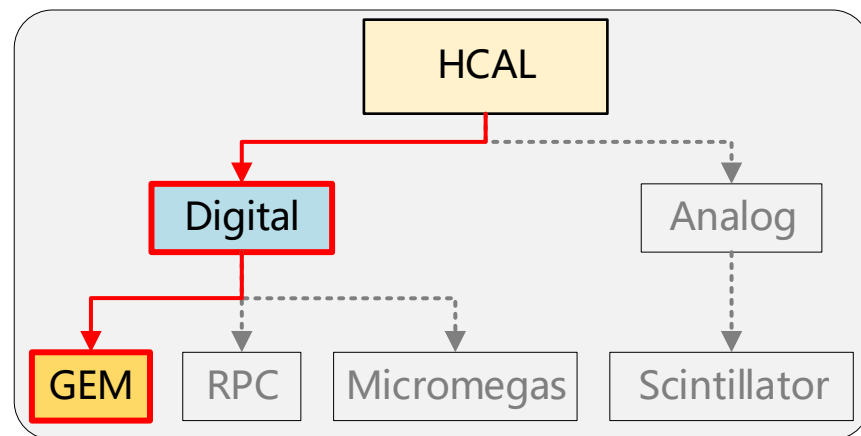 HCAL
Digital
Analog
GEM
RPC
Micromegas
Scintillator